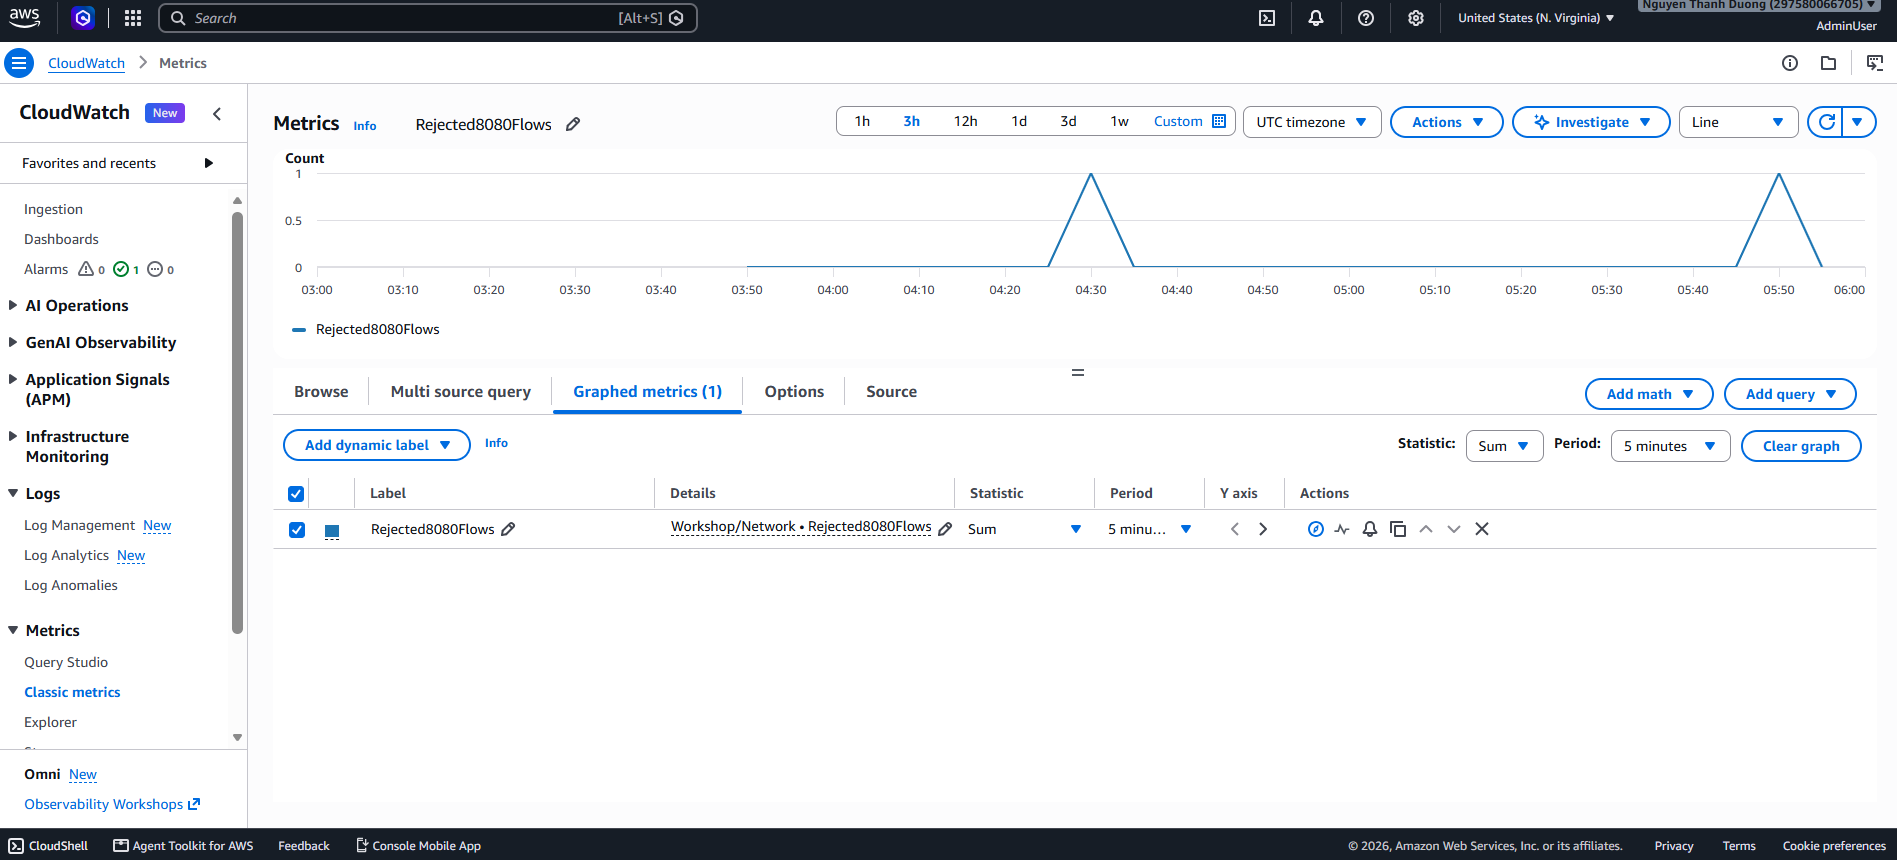 aws
Search
[Alt+S]
United States (N. Virginia)
Nguyen Thanh Duong (297580066705)
AdminUser
CloudWatch
Metrics
CloudWatch
New
Favorites and recents
Ingestion
Dashboards
Alarms 0 1 0
AI Operations
GenAI Observability
Application Signals
(APM)
Infrastructure
Monitoring
Logs
Log Management New
Log Analytics New
Log Anomalies
Metrics
Query Studio
Classic metrics
Explorer
Omni New
Observability Workshops
Metrics Info
Rejected8080Flows
1h 3h 12h 1d 3d 1w Custom
UTC timezone
Actions
Investigate
Line
Count
1
0.5
0
03:00 03:10 03:20 03:30 03:40 03:50 04:00 04:10 04:20 04:30 04:40 04:50 05:00 05:10 05:20 05:30 05:40 05:50 06:00
Rejected8080Flows
Browse
Multi source query
Graphed metrics (1)
Options
Source
Add math
Add query
Add dynamic label
Info
Statistic:
Sum
Period:
5 minutes
Clear graph
Label Details Statistic Period Y axis Actions
Rejected8080Flows Workshop/Network • Rejected8080Flows Sum 5 minu...
CloudShell
Agent Toolkit for AWS
Feedback
Console Mobile App
© 2026, Amazon Web Services, Inc. or its affiliates.
Privacy
Terms
Cookie preferences